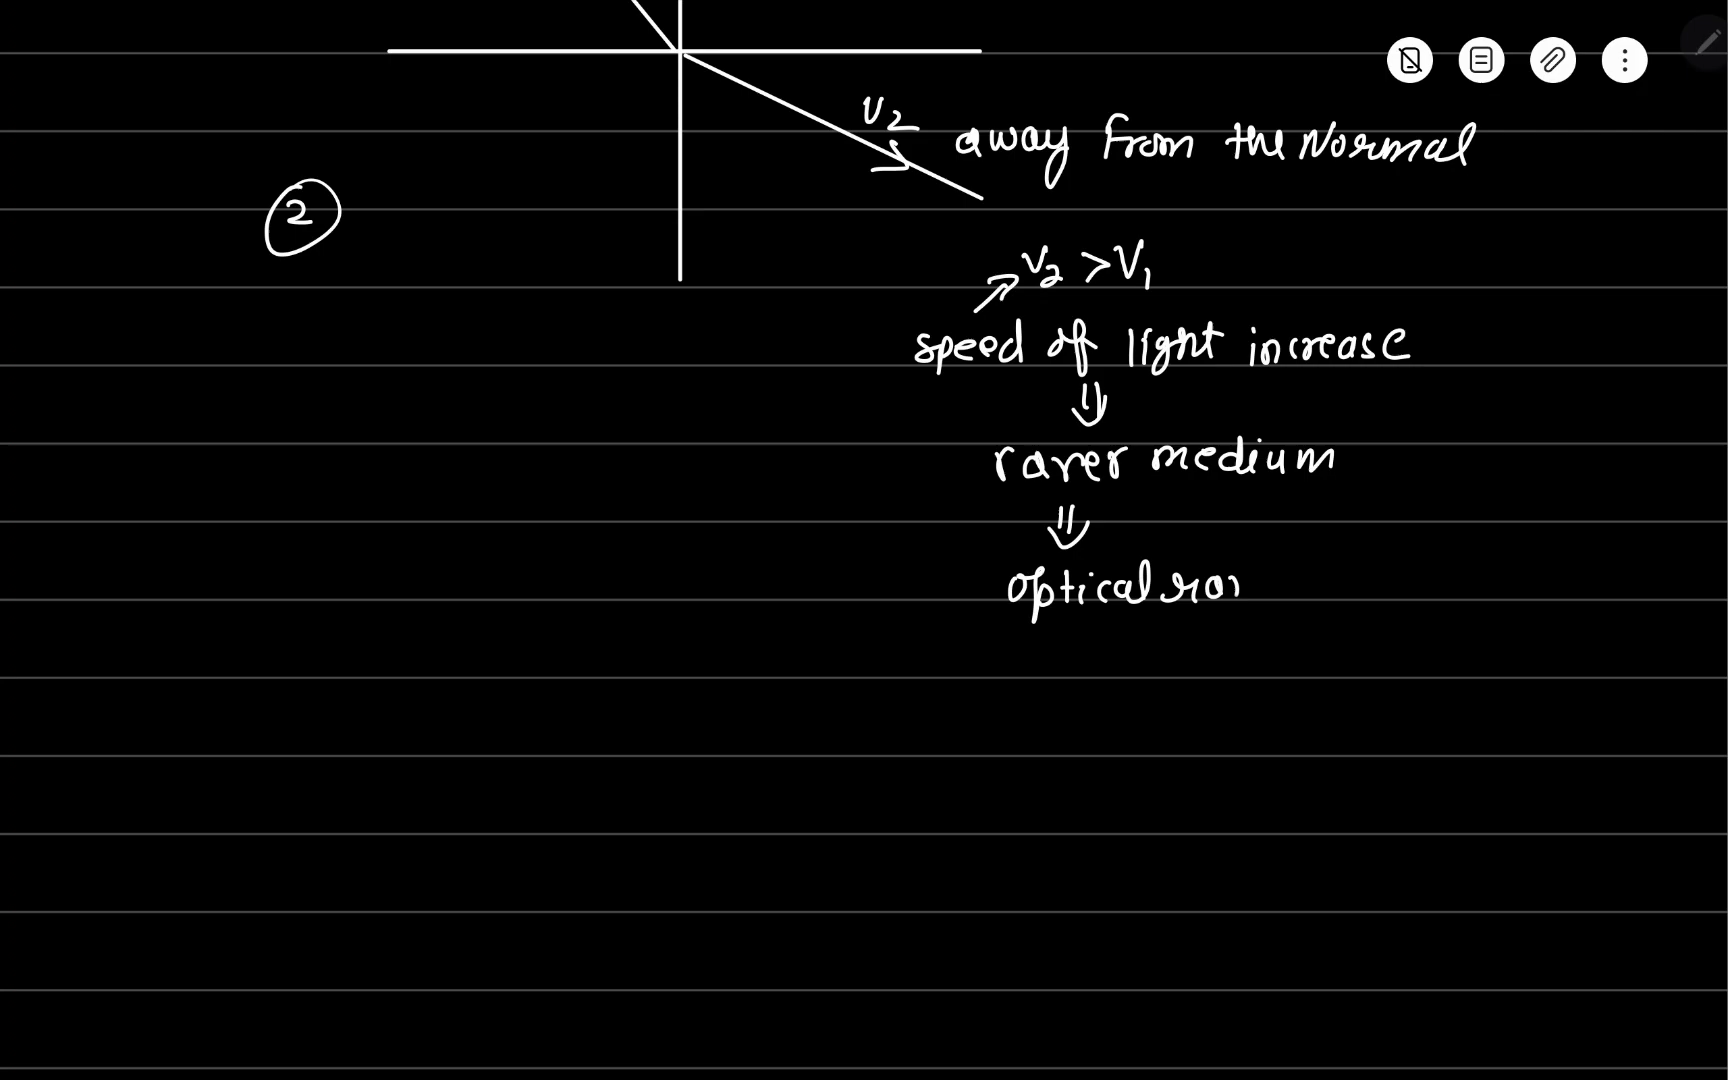 v2
away from the Normal
2
v2 > V1
speed of light increase
rarer medium
optical